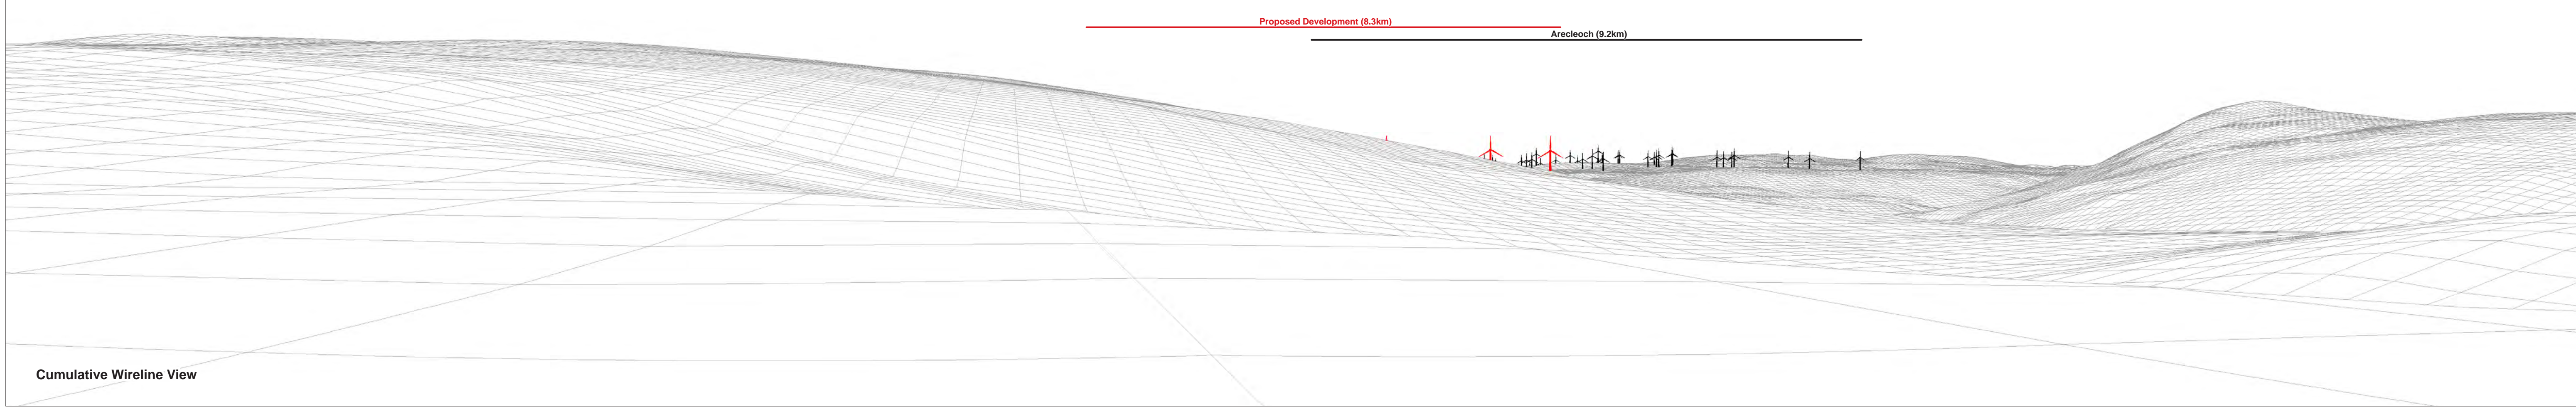 Proposed Development (8.3km)
Arecleoch (9.2km)
Cumulative Wireline View